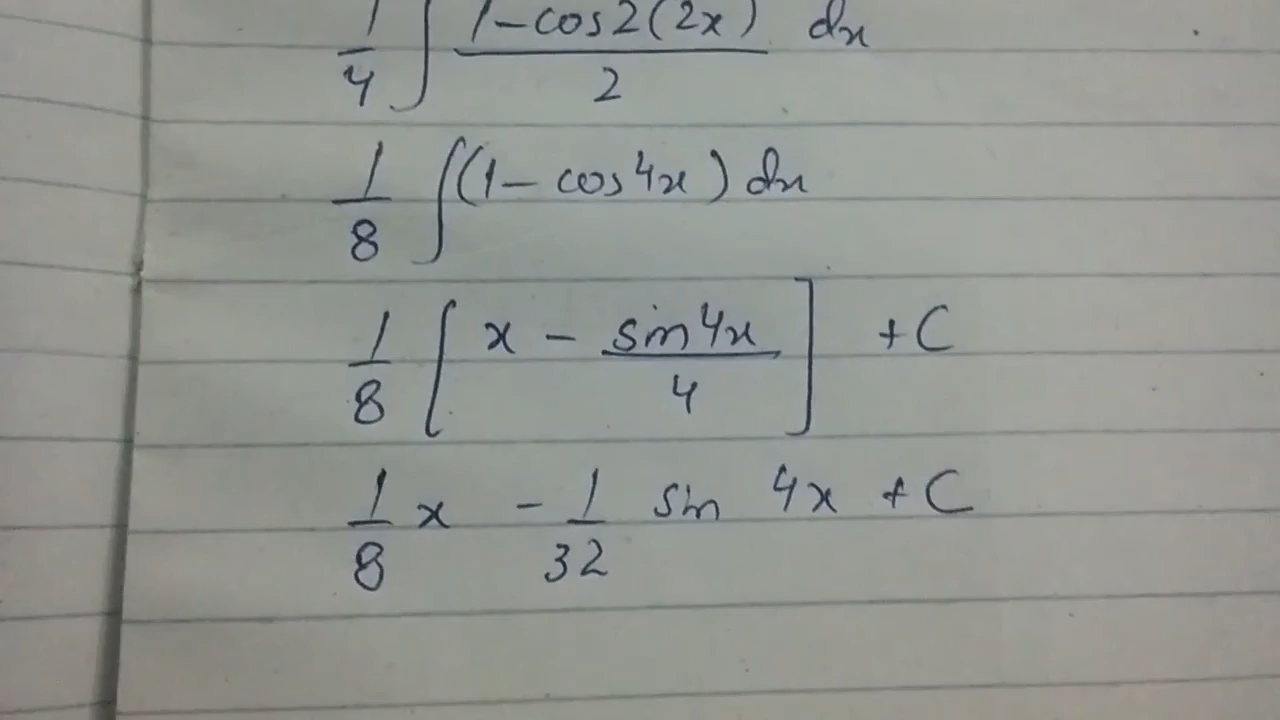 1/4 ∫ (1-cos2(2x))/2 dx
1/8 ∫(1 - cos4x) dx
1/8 [x - sin4x/4] + C
1/8 x - 1/32 sin 4x + C